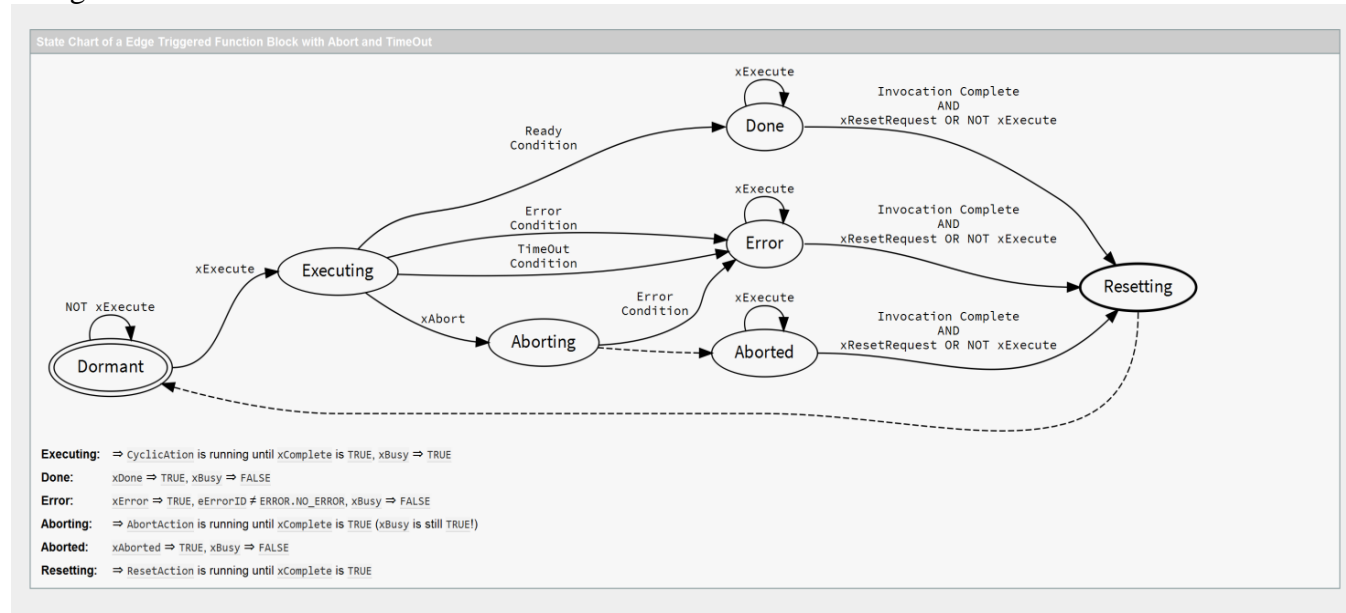 State Chart of a Edge Triggered Function Block with Abort and TimeOut
xExecute
Done
Invocation Complete
AND
xResetRequest OR NOT xExecute
Ready
Condition
xExecute
Error
Condition
TimeOut
Condition
Error
Invocation Complete
AND
xResetRequest OR NOT xExecute
xExecute
Executing
Resetting
NOT xExecute
Dormant
xAbort
Aborting
Error
Condition
xExecute
Aborted
Invocation Complete
AND
xResetRequest OR NOT xExecute
Executing: ⇒ CyclicAtion is running until xComplete is TRUE, xBusy ⇒ TRUE
Done: xDone ⇒ TRUE, xBusy ⇒ FALSE
Error: xError ⇒ TRUE, eErrorID ≠ ERROR.NO_ERROR, xBusy ⇒ FALSE
Aborting: ⇒ AbortAction is running until xComplete is TRUE (xBusy is still TRUE!)
Aborted: xAborted ⇒ TRUE, xBusy ⇒ FALSE
Resetting: ⇒ ResetAction is running until xComplete is TRUE